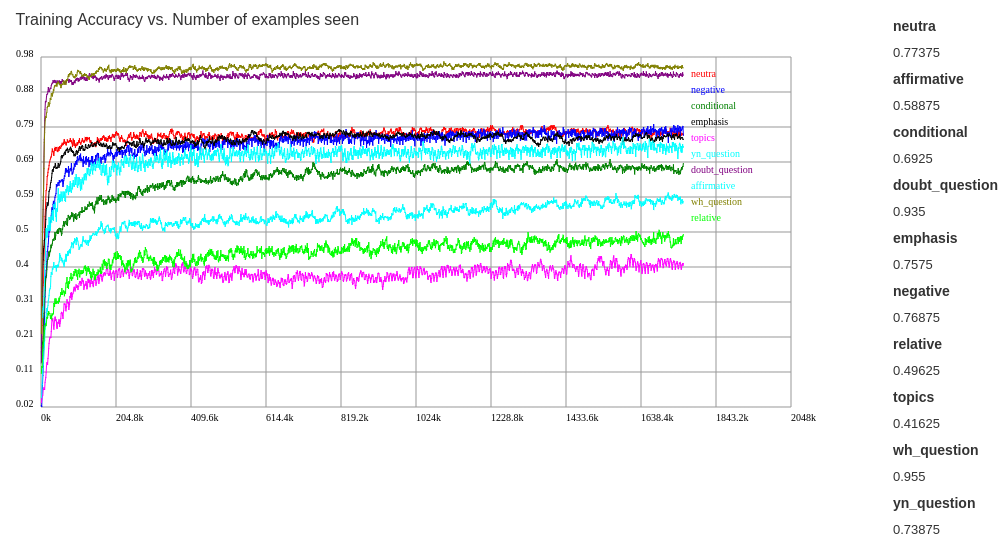 Training Accuracy vs. Number of examples seen
0.98
0.88
0.79
0.69
0.59
0.5
0.4
0.31
0.21
0.11
0.02
0k
204.8k
409.6k
614.4k
819.2k
1024k
1228.8k
1433.6k
1638.4k
1843.2k
2048k
neutra
negative
conditional
emphasis
topics
yn_question
doubt_question
affirmative
wh_question
relative
neutra
0.77375
affirmative
0.58875
conditional
0.6925
doubt_question
0.935
emphasis
0.7575
negative
0.76875
relative
0.49625
topics
0.41625
wh_question
0.955
yn_question
0.73875